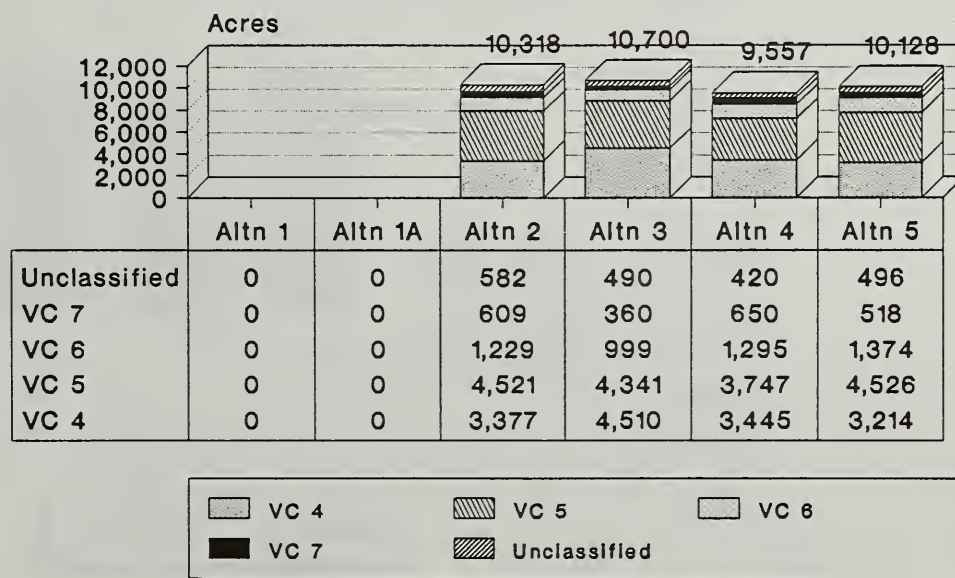 Acres
10,318 10,700 9,557 10,128
12,000
10,000
8,000
6,000
4,000
2,000
0
Altn 1 Altn 1A Altn 2 Altn 3 Altn 4 Altn 5
Unclassified 0 0 582 490 420 496
VC 7 0 0 609 360 650 518
VC 6 0 0 1,229 999 1,295 1,374
VC 5 0 0 4,521 4,341 3,747 4,526
VC 4 0 0 3,377 4,510 3,445 3,214
VC 4 VC 5 VC 6
VC 7 Unclassified